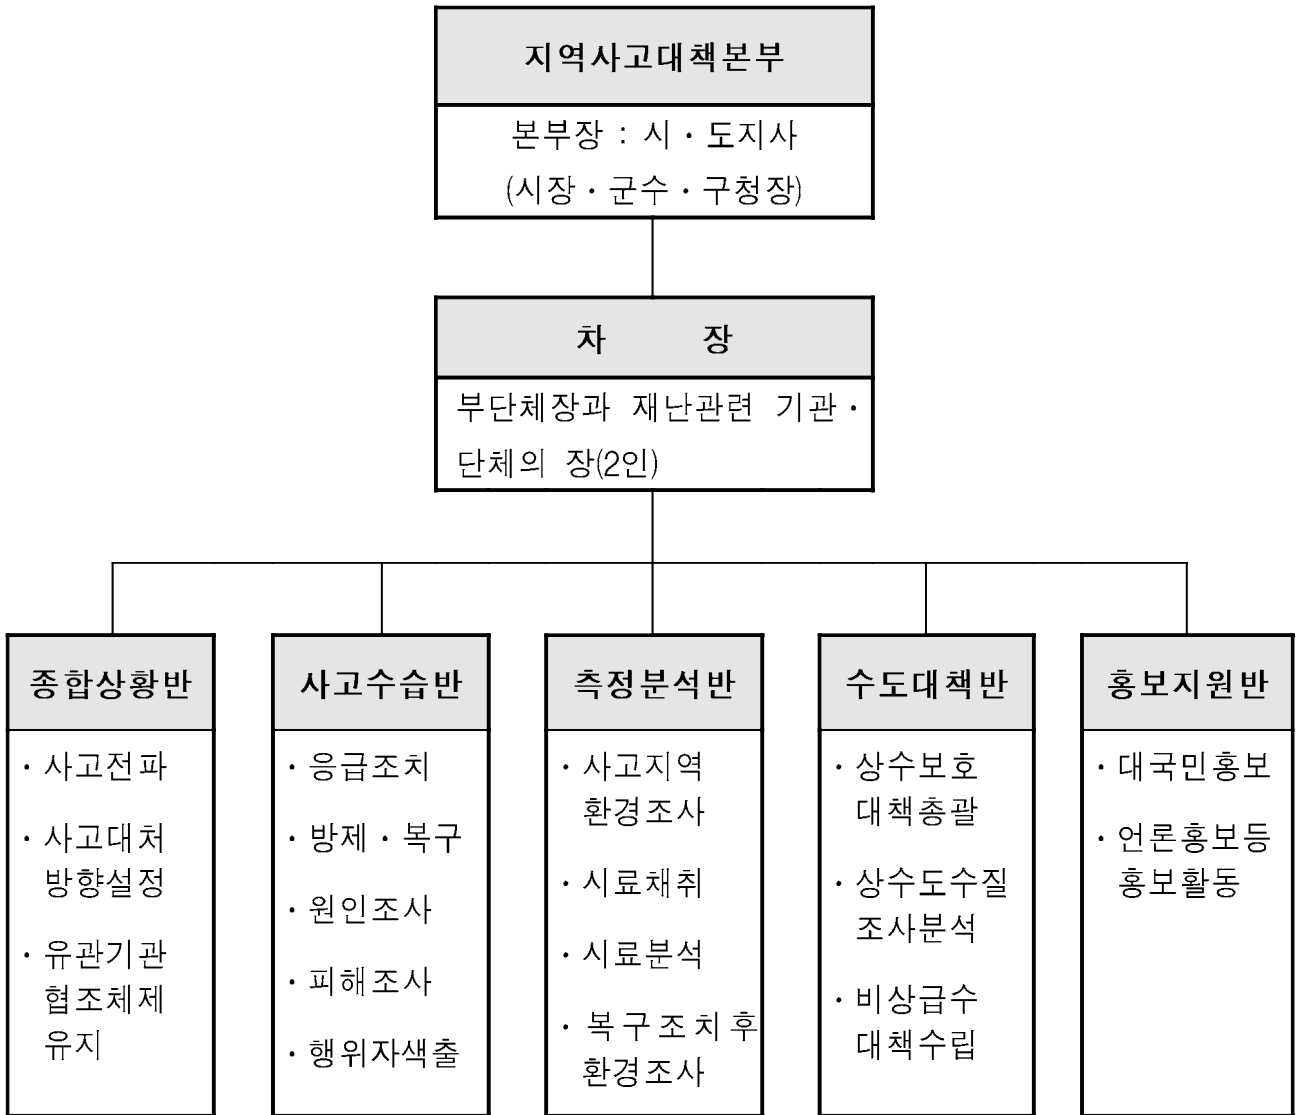 지역사고대책본부
본부장 : 시・도지사
(시장・군수・구청장)
차 장
부단체장과 재난관련 기관・
단체의 장(2인)
종합상황반
・사고전파
・사고대처
방향설정
・유관기관
협조체제
유지
사고수습반
・응급조치
・방제・복구
・원인조사
・피해조사
・행위자색출
측정분석반
・사고지역
환경조사
・시료채취
・시료분석
・복구조치후
환경조사
수도대책반
・상수보호
대책총괄
・상수도수질
조사분석
・비상급수
대책수립
홍보지원반
・대국민홍보
・언론홍보등
홍보활동